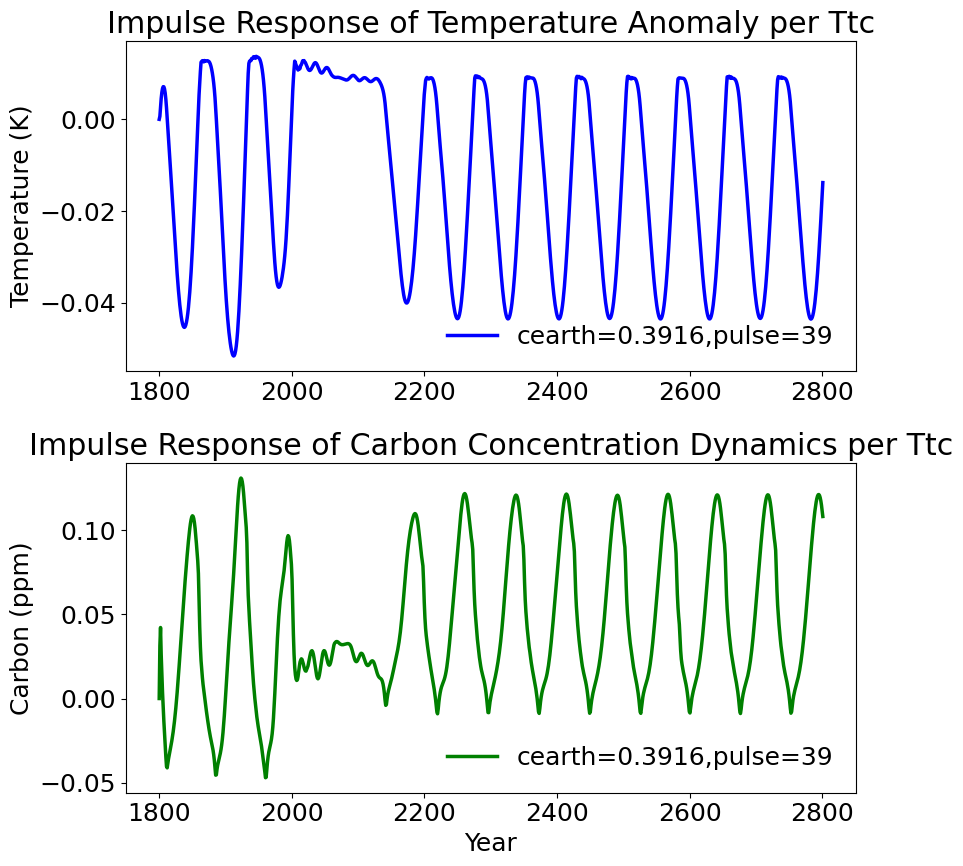 Impulse Response of Temperature Anomaly per Ttc
Temperature (K)
0.00
−0.02
−0.04
cearth=0.3916,pulse=39
1800 2000 2200 2400 2600 2800
Impulse Response of Carbon Concentration Dynamics per Ttc
Carbon (ppm)
0.10
0.05
0.00
−0.05
cearth=0.3916,pulse=39
1800 2000 2200 2400 2600 2800
Year